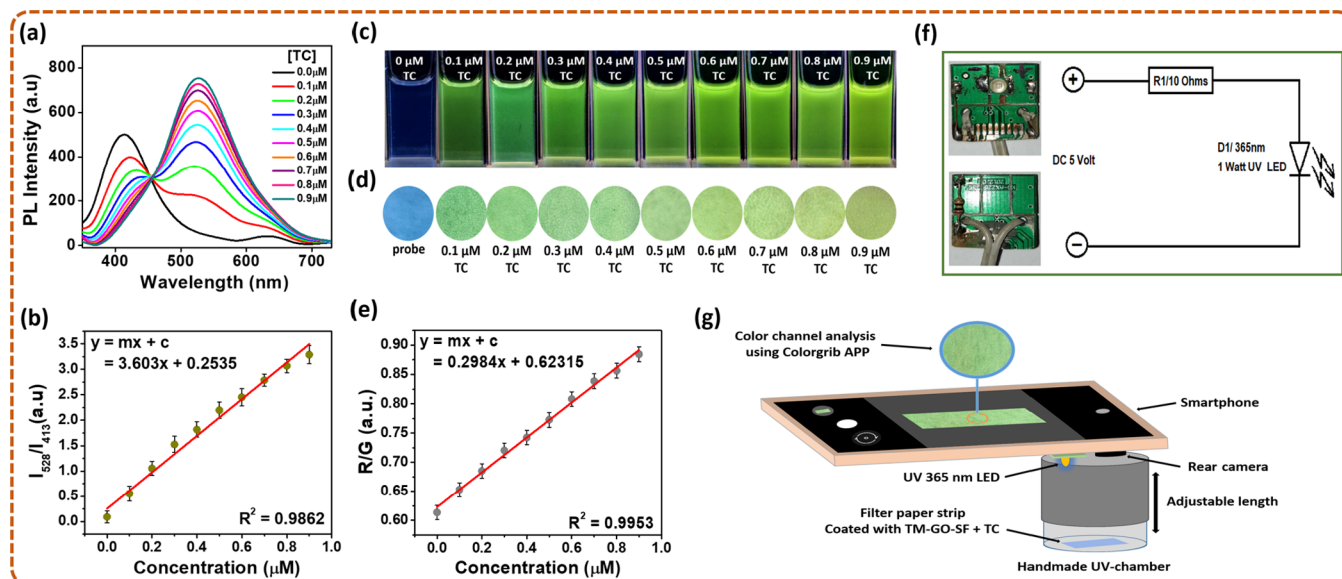 (a)
[TC]
0.0μM
0.1μM
0.2μM
0.3μM
0.4μM
0.5μM
0.6μM
0.7μM
0.8μM
0.9μM
PL Intensity (a.u)
800
700
600
500
400
300
200
100
0
400 500 600 700
Wavelength (nm)
(b)
y = mx + c
= 3.603x + 0.2535
I528/I413(a.u)
3.5
3.0
2.5
2.0
1.5
1.0
0.5
0.0
R² = 0.9862
0.0 0.2 0.4 0.6 0.8 1.0
Concentration (μM)
(c)
0 μM 0.1 μM 0.2 μM 0.3 μM 0.4 μM 0.5 μM 0.6 μM 0.7 μM 0.8 μM 0.9 μM
TC TC TC TC TC TC TC TC TC TC
(d)
probe 0.1 μM 0.2 μM 0.3 μM 0.4 μM 0.5 μM 0.6 μM 0.7 μM 0.8 μM 0.9 μM
TC TC TC TC TC TC TC TC TC
(e)
y = mx + c
= 0.2984x + 0.62315
R/G (a.u.)
0.90
0.85
0.80
0.75
0.70
0.65
0.60
R² = 0.9953
0.0 0.2 0.4 0.6 0.8 1.0
Concentration (μM)
(f)
+
R1/10 Ohms
DC 5 Volt
D1/ 365nm
1 Watt UV LED
−
(g)
Color channel analysis
using Colorgrib APP
Smartphone
UV 365 nm LED
Rear camera
Adjustable length
Filter paper strip
Coated with TM-GO-SF + TC
Handmade UV-chamber